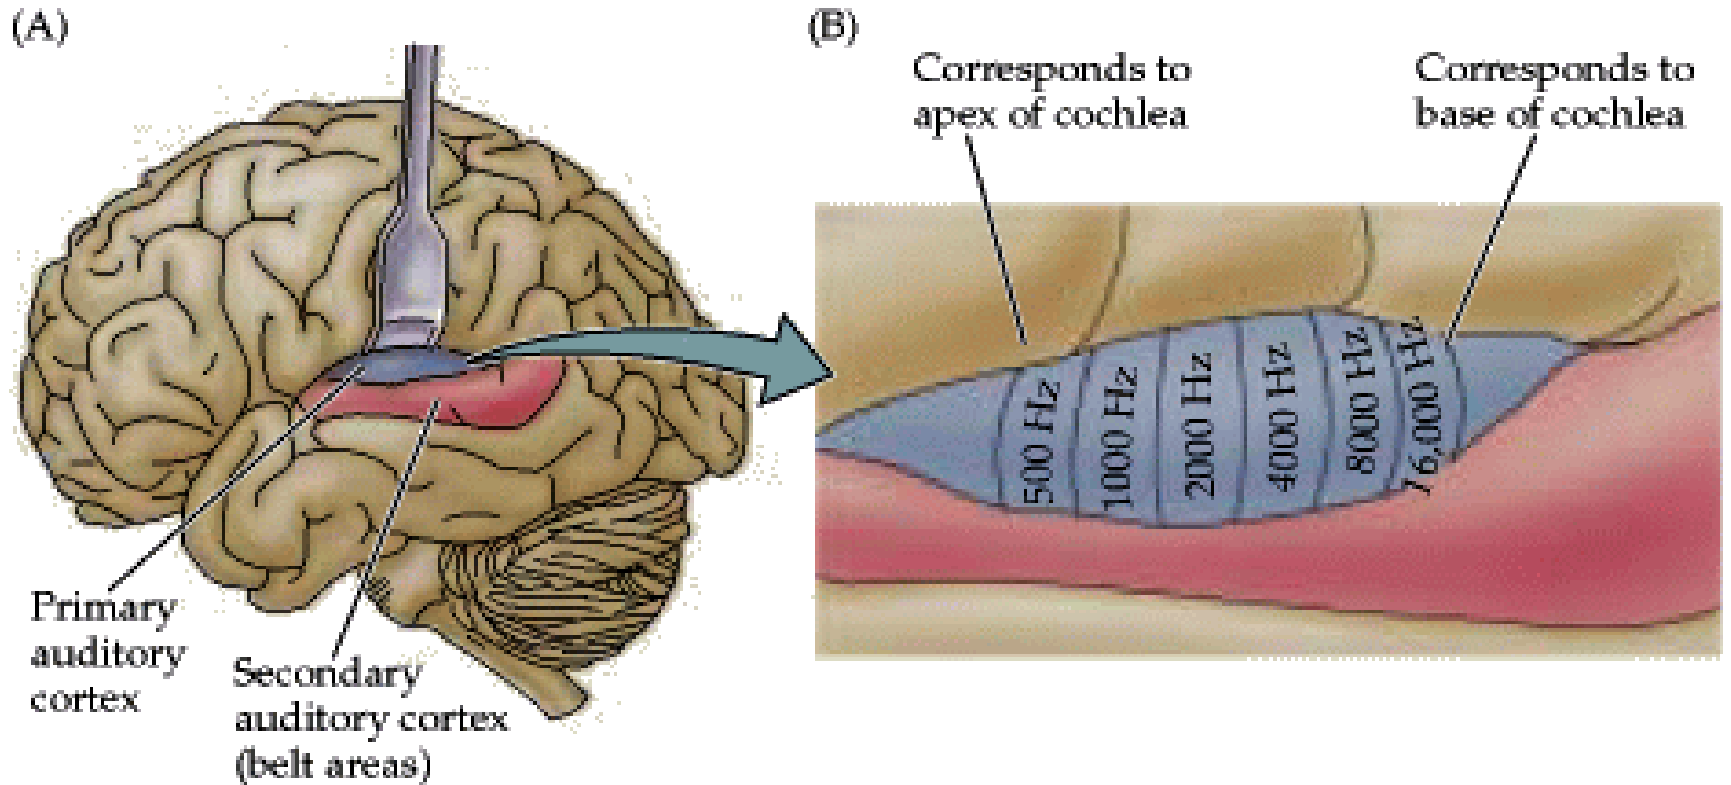 (A)
Primary
auditory
cortex
Secondary
auditory cortex
(belt areas)
(B)
Corresponds to
apex of cochlea
Corresponds to
base of cochlea
500 Hz
1000 Hz
2000 Hz
4000 Hz
8000 Hz
16,000 Hz